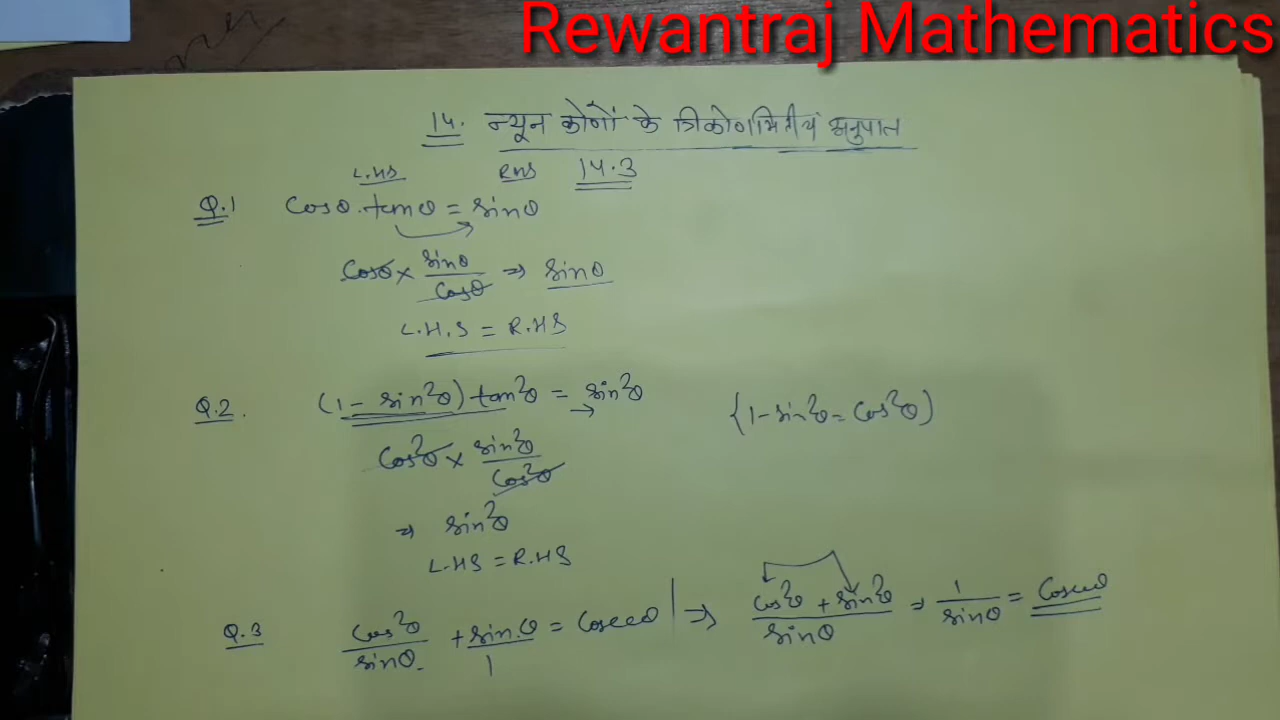 Rewantraj Mathematics
14. न्यून कोणों के त्रिकोणमितीय अनुपात
L.HS RHS 14.3
Q.1 Cosθ.tanθ = sinθ
Cosθ × sinθ/Cosθ ⇒ sinθ
L.H.S = R.HS
Q.2. (1 - sin²θ) tan²θ = sin²θ {1-sin²θ = Cos²θ)
Cos²θ × sin²θ/Cos²θ
⇒ sin²θ
L.HS = R.HS
Q.3 Cos²θ/sinθ + sin.θ/1 = Cosecθ | ⇒ Cos²θ + sin²θ/sinθ ⇒ 1/sinθ = Cosecθ